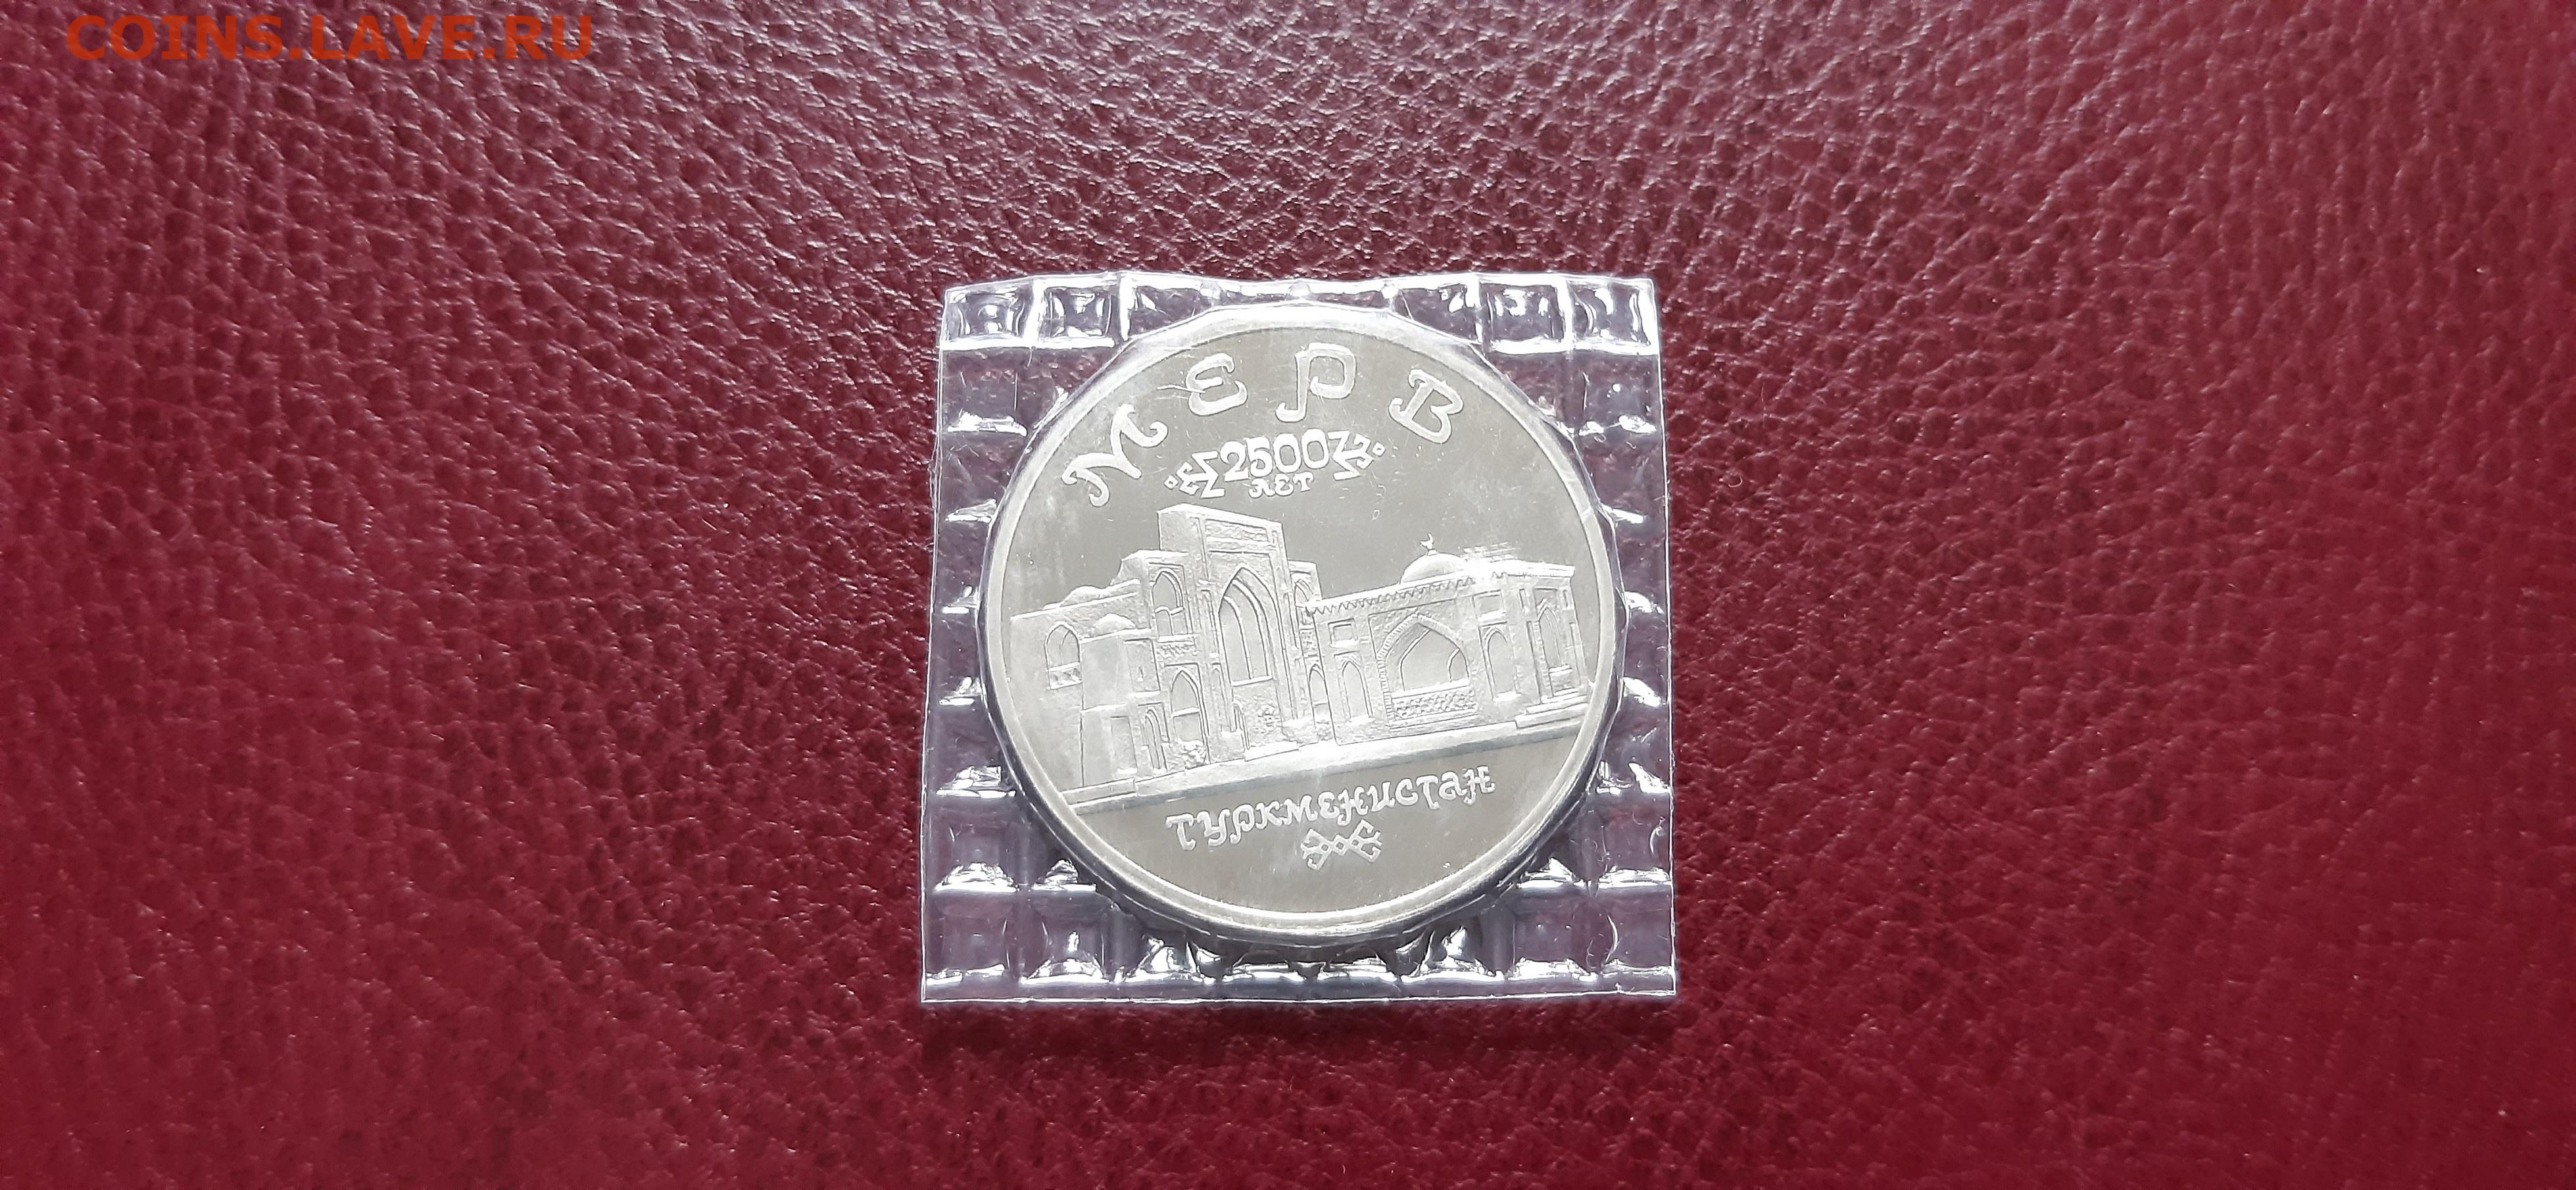 COINS.LAVE.RU
МЕРВ
2500
ЛЕТ
ТУРКМЕНИСТАН